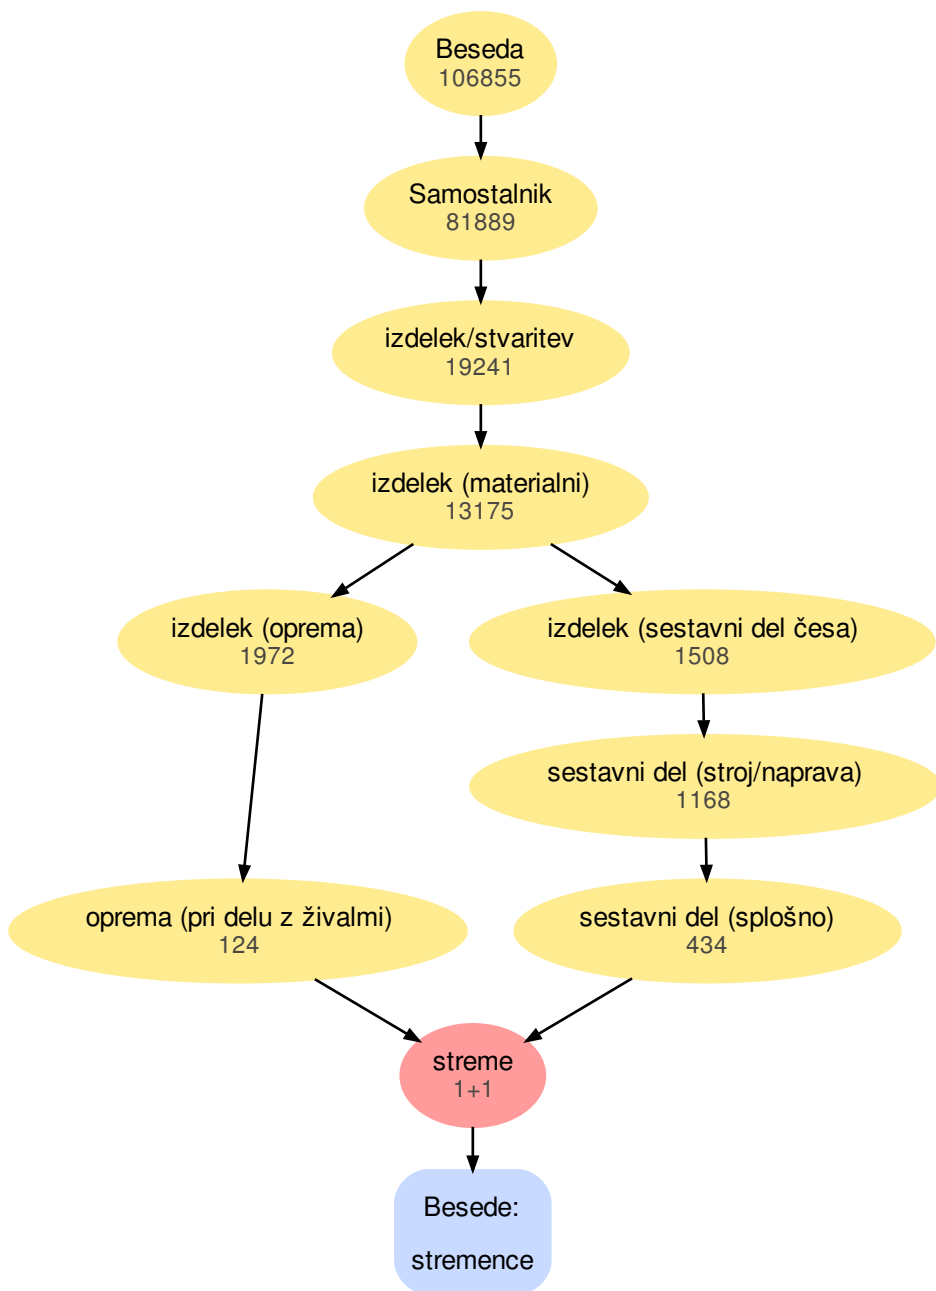 Beseda
106855
Samostalnik
81889
izdelek/stvaritev
19241
izdelek (materialni)
13175
izdelek (oprema)
1972
izdelek (sestavni del česa)
1508
sestavni del (stroj/naprava)
1168
oprema (pri delu z živalmi)
124
sestavni del (splošno)
434
streme
1+1
Besede:
stremence